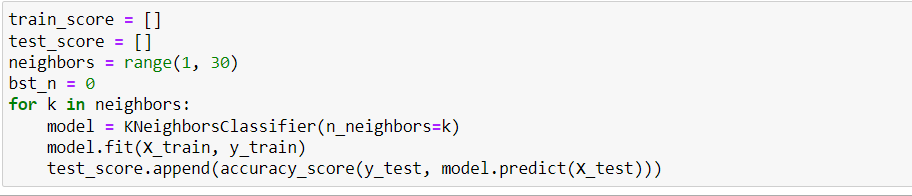 train_score = []
test_score = []
neighbors = range(1, 30)
bst_n = 0
for k in neighbors:
    model = KNeighborsClassifier(n_neighbors=k)
    model.fit(X_train, y_train)
    test_score.append(accuracy_score(y_test, model.predict(X_test)))